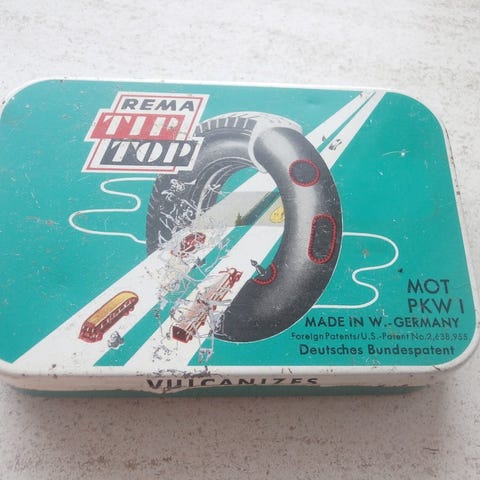 REMA
TIP
TOP
MOT
PKW I
MADE IN W.-GERMANY
Foreign Patents/U.S.-Patent No. 2,638,955
Deutsches Bundespatent
VULCANIZES